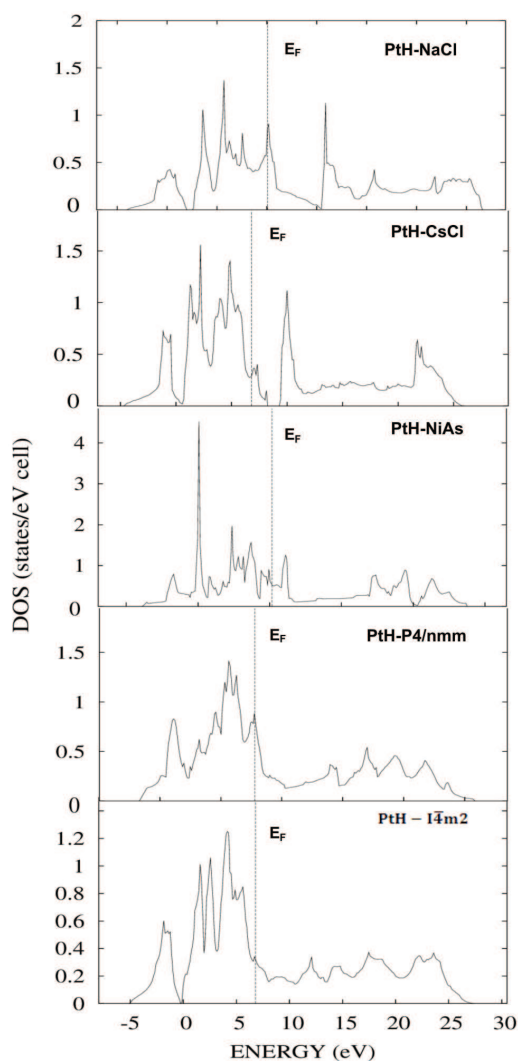 2
E_F PtH-NaCl
1.5
1
0.5
0
E_F PtH-CsCl
1.5
1
0.5
0
E_F PtH-NiAs
4
3
2
1
0
E_F PtH-P4/nmm
1.5
1
0.5
0
PtH – I4̄m2
E_F
1.2
1
0.8
0.6
0.4
0.2
0
DOS (states/eV cell)
-5 0 5 10 15 20 25 30
ENERGY (eV)